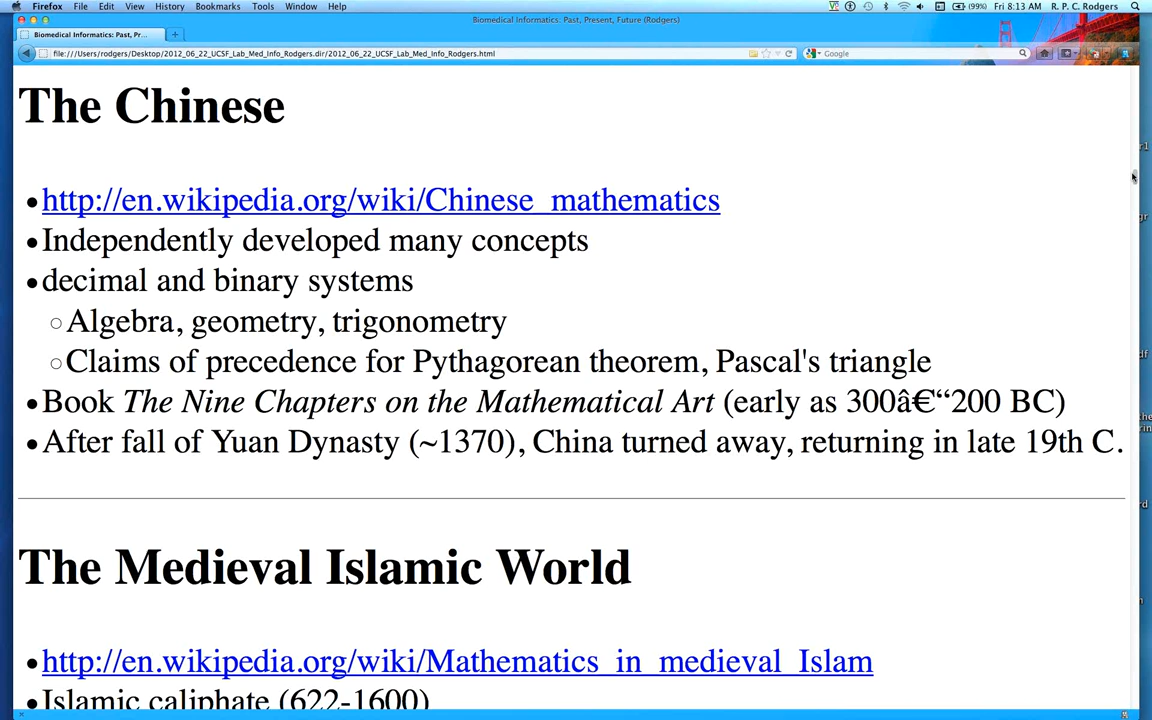 Firefox File Edit View History Bookmarks Tools Window Help (99%) Fri 8:13 AM R. P. C. Rodgers
Biomedical Informatics: Past, Present, Future (Rodgers)
Biomedical Informatics: Past, Pr...
file:///Users/rodgers/Desktop/2012_06_22_UCSF_Lab_Med_Info_Rodgers.dir/2012_06_22_UCSF_Lab_Med_Info_Rodgers.html Google
The Chinese
http://en.wikipedia.org/wiki/Chinese_mathematics
Independently developed many concepts
decimal and binary systems
Algebra, geometry, trigonometry
Claims of precedence for Pythagorean theorem, Pascal's triangle
Book The Nine Chapters on the Mathematical Art (early as 300â€“200 BC)
After fall of Yuan Dynasty (~1370), China turned away, returning in late 19th C.
The Medieval Islamic World
http://en.wikipedia.org/wiki/Mathematics_in_medieval_Islam
Islamic caliphate (622-1600)